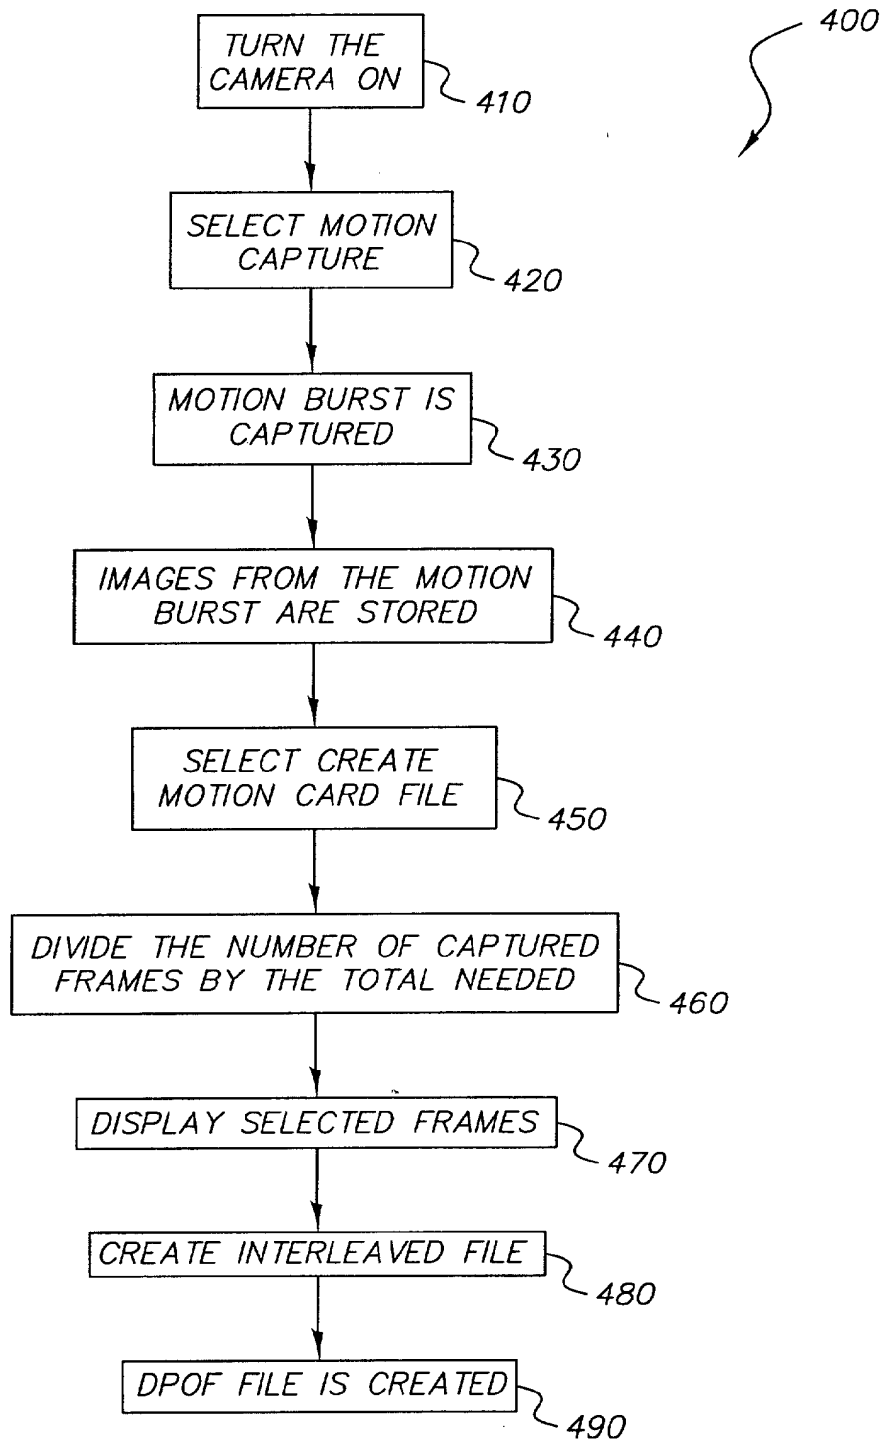 400
TURN THE
CAMERA ON
410
SELECT MOTION
CAPTURE
420
MOTION BURST IS
CAPTURED
430
IMAGES FROM THE MOTION
BURST ARE STORED
440
SELECT CREATE
MOTION CARD FILE
450
DIVIDE THE NUMBER OF CAPTURED
FRAMES BY THE TOTAL NEEDED
460
DISPLAY SELECTED FRAMES
470
CREATE INTERLEAVED FILE
480
DPOF FILE IS CREATED
490